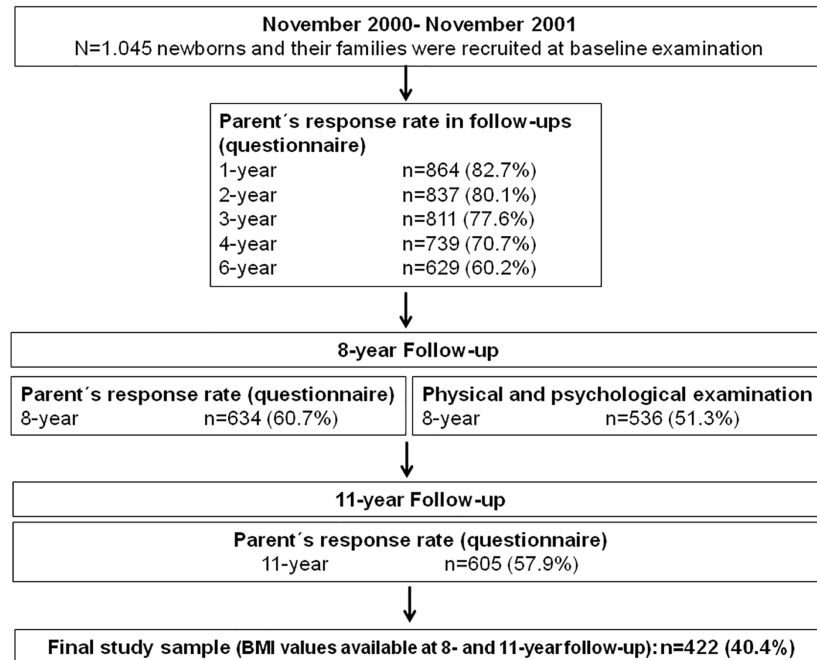 November 2000- November 2001
N=1.045 newborns and their families were recruited at baseline examination
Parent´s response rate in follow-ups
(questionnaire)
1-year n=864 (82.7%)
2-year n=837 (80.1%)
3-year n=811 (77.6%)
4-year n=739 (70.7%)
6-year n=629 (60.2%)
8-year Follow-up
Parent´s response rate (questionnaire)
8-year n=634 (60.7%)
Physical and psychological examination
8-year n=536 (51.3%)
11-year Follow-up
Parent´s response rate (questionnaire)
11-year n=605 (57.9%)
Final study sample (BMI values available at 8- and 11-year follow-up): n=422 (40.4%)